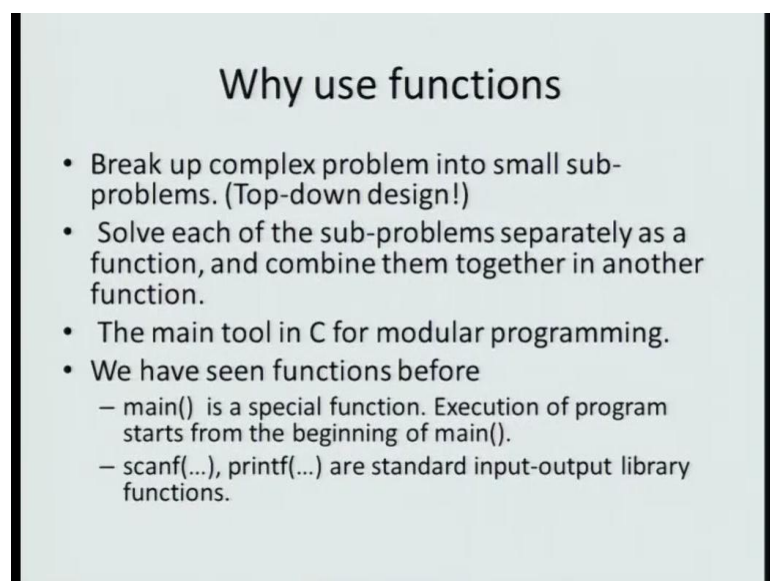 Why use functions
• Break up complex problem into small sub-
problems. (Top-down design!)
• Solve each of the sub-problems separately as a
function, and combine them together in another
function.
• The main tool in C for modular programming.
• We have seen functions before
– main() is a special function. Execution of program
starts from the beginning of main().
– scanf(...), printf(...) are standard input-output library
functions.